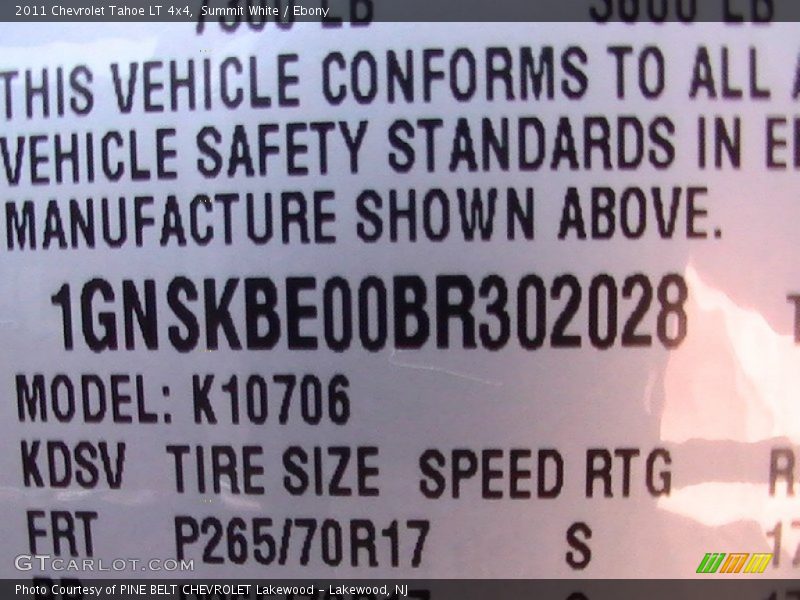 2011 Chevrolet Tahoe LT 4x4, Summit White / Ebony
THIS VEHICLE CONFORMS TO ALL
VEHICLE SAFETY STANDARDS IN
MANUFACTURE SHOWN ABOVE.
1GNSKBE00BR302028
MODEL: K10706
KDSV TIRE SIZE SPEED RTG
FRT P265/70R17 S
GTCARLOT.COM
Photo Courtesy of PINE BELT CHEVROLET Lakewood - Lakewood, NJ